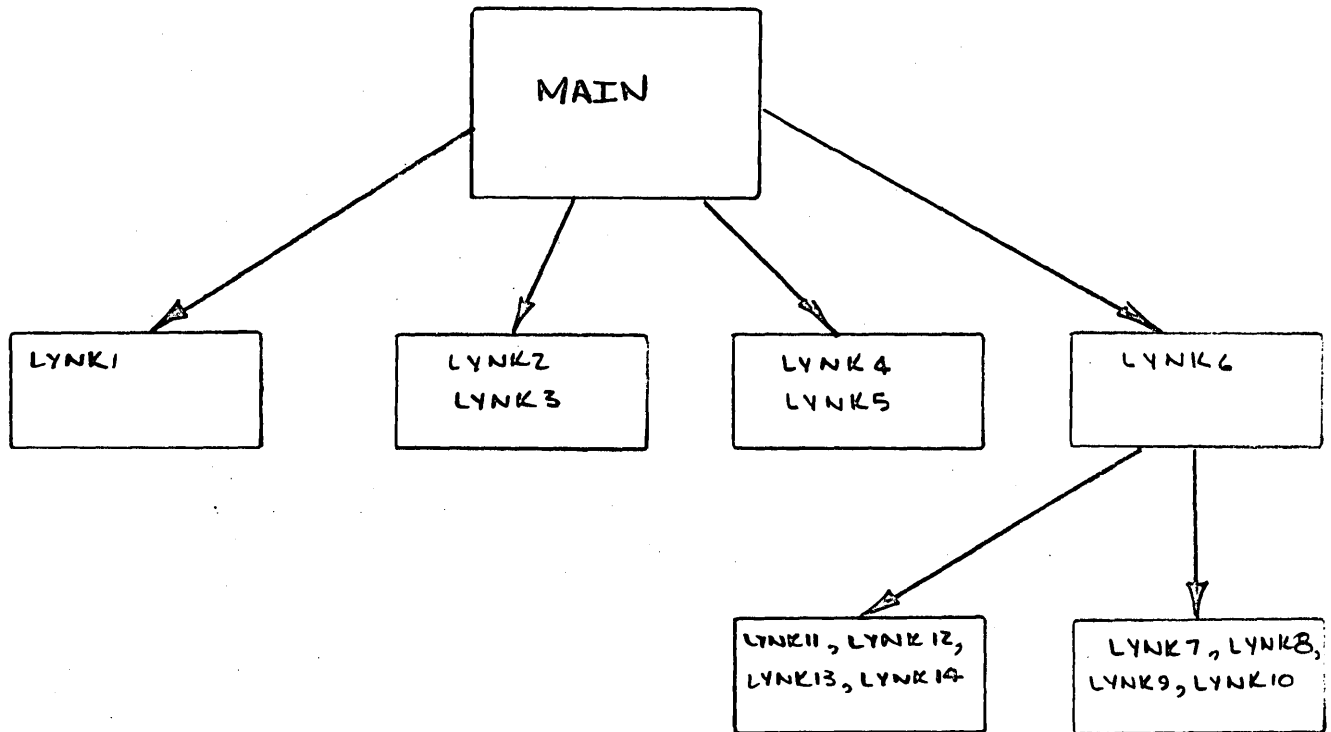 MAIN
LYNK1
LYNK2
LYNK3
LYNK4
LYNK5
LYNK6
LYNK11, LYNK12,
LYNK13, LYNK14
LYNK7, LYNK8,
LYNK9, LYNK10